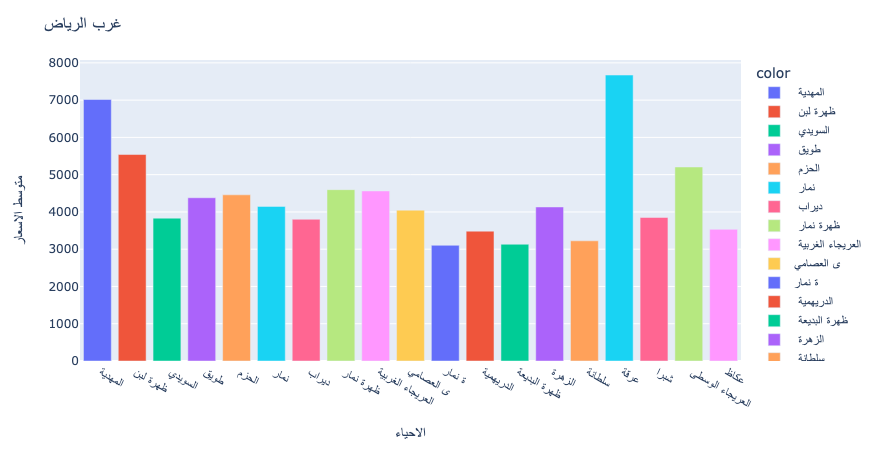 غرب الرياض
متوسط الاسعار
8000
7000
6000
5000
4000
3000
2000
1000
0
المهدية
ظهرة لبن
السويدي
طويق
الحزم
نمار
ديراب
ظهرة نمار
العريجاء الغربية
ى العصامي
ة نمار
الدريهمية
ظهرة البديعة
الزهرة
سلطانة
عرقة
شبرا
العريجاء الوسطى
عكاظ
الاحياء
color
المهدية
ظهرة لبن
السويدي
طويق
الحزم
نمار
ديراب
ظهرة نمار
العريجاء الغربية
ى العصامي
ة نمار
الدريهمية
ظهرة البديعة
الزهرة
سلطانة